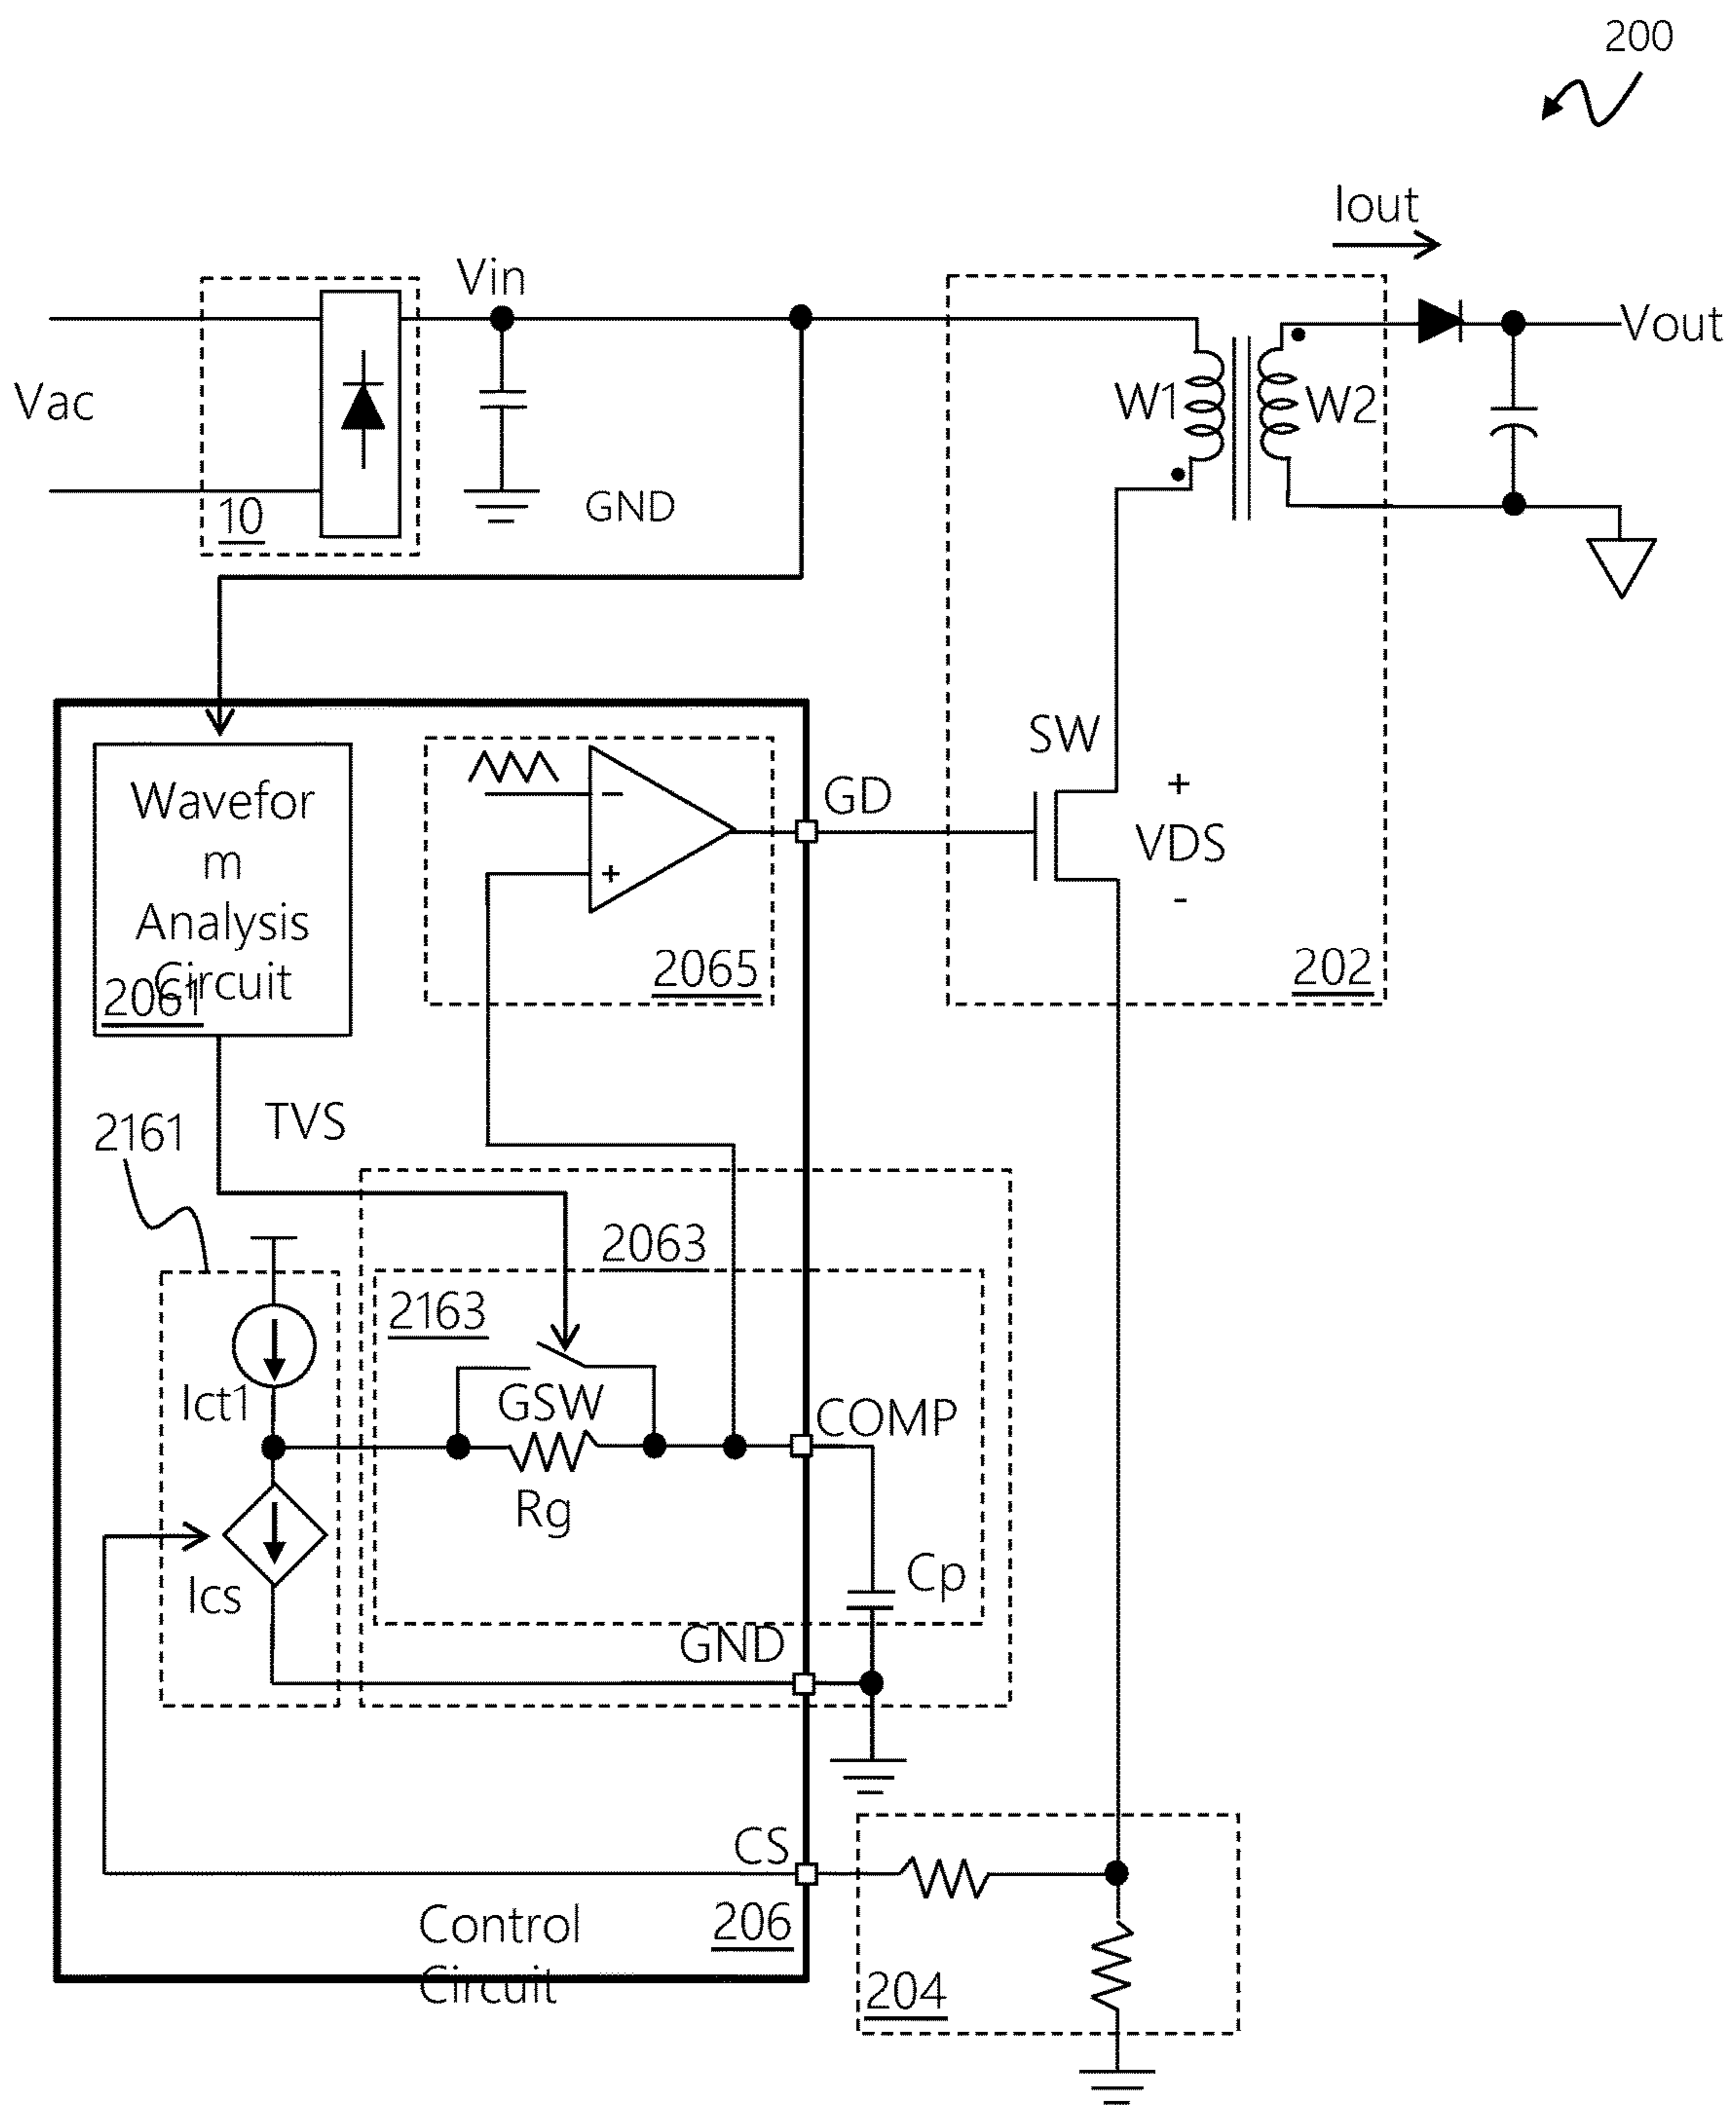 200
Iout
Vin
Vout
Vac
W1
W2
10
GND
SW
+
GD
VDS
-
Wavefor
m
Analysis
Circuit
2061
−
+
2065
202
TVS
2161
2063
2163
GSW
Ict1
COMP
Rg
Cp
Ics
GND
CS
Control
Circuit
206
204